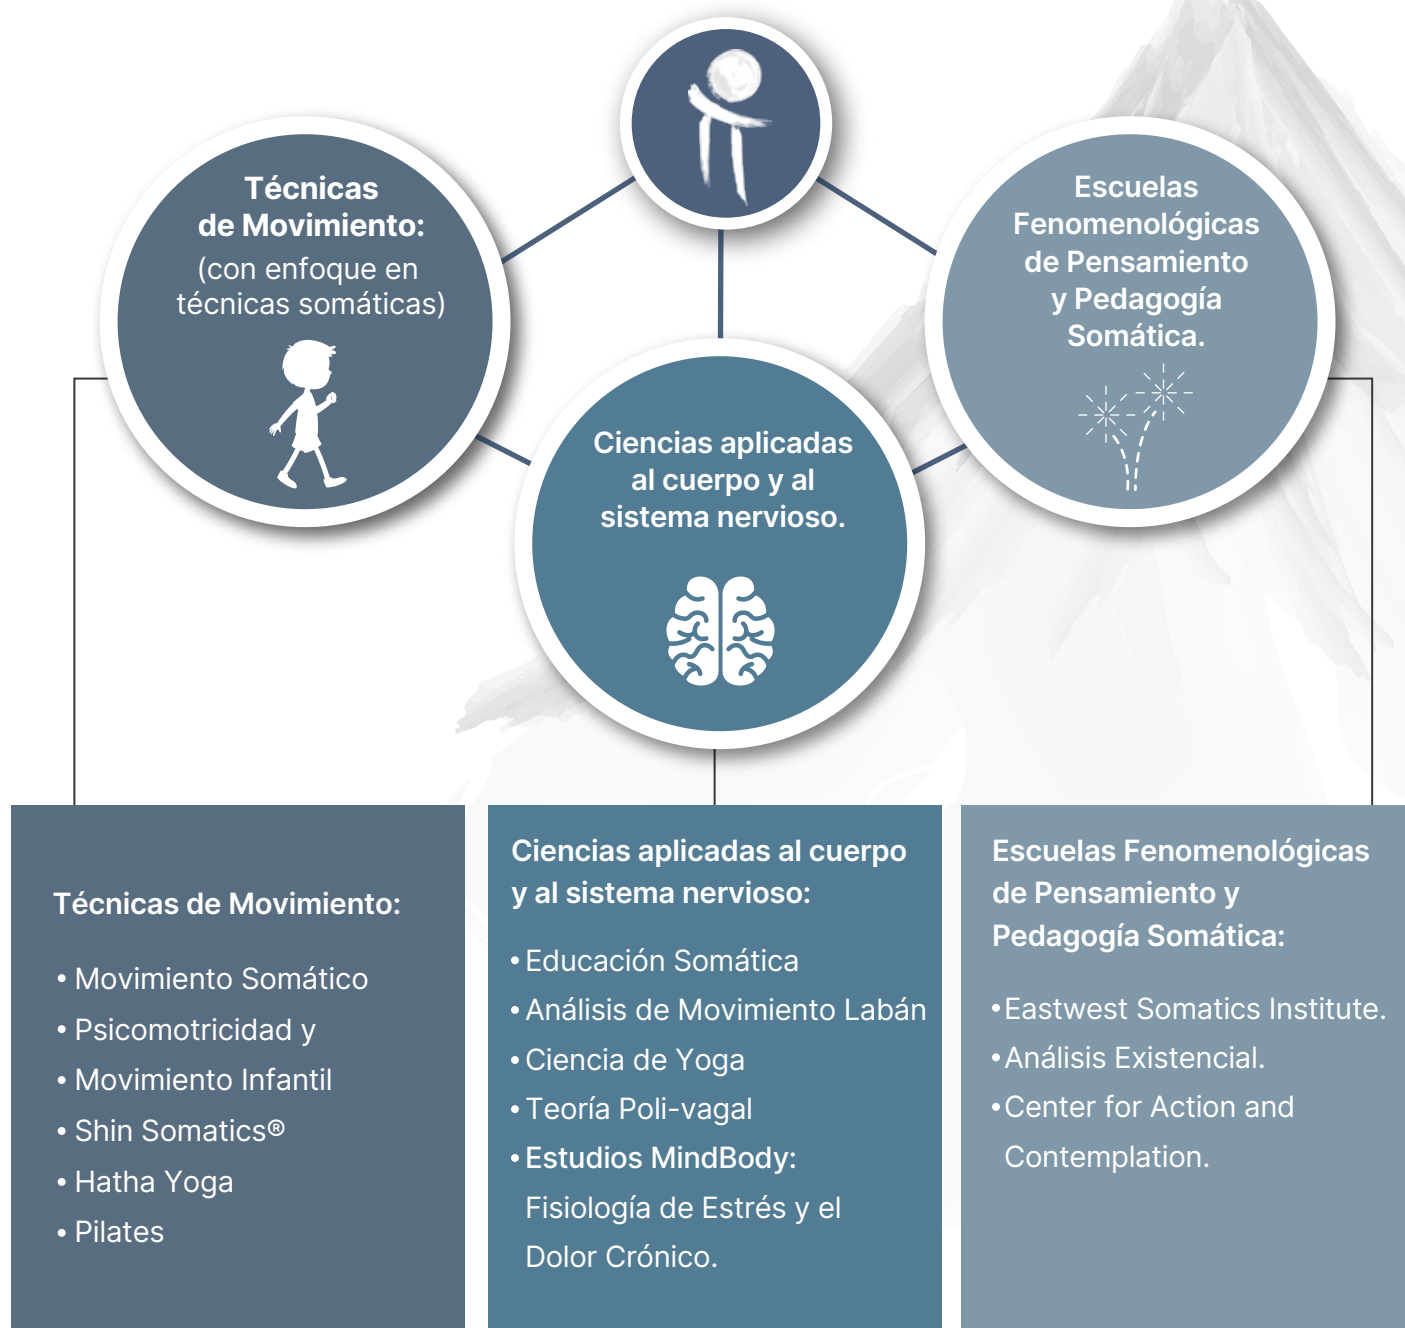 Técnicas
de Movimiento:
(con enfoque en
técnicas somáticas)
Escuelas
Fenomenológicas
de Pensamiento
y Pedagogía
Somática.
Ciencias aplicadas
al cuerpo y al
sistema nervioso.
Técnicas de Movimiento:
• Movimiento Somático
• Psicomotricidad y
• Movimiento Infantil
• Shin Somatics®
• Hatha Yoga
• Pilates
Ciencias aplicadas al cuerpo
y al sistema nervioso:
• Educación Somática
• Análisis de Movimiento Labán
• Ciencia de Yoga
• Teoría Poli-vagal
• Estudios MindBody:
Fisiología de Estrés y el
Dolor Crónico.
Escuelas Fenomenológicas
de Pensamiento y
Pedagogía Somática:
• Eastwest Somatics Institute.
• Análisis Existencial.
• Center for Action and
Contemplation.